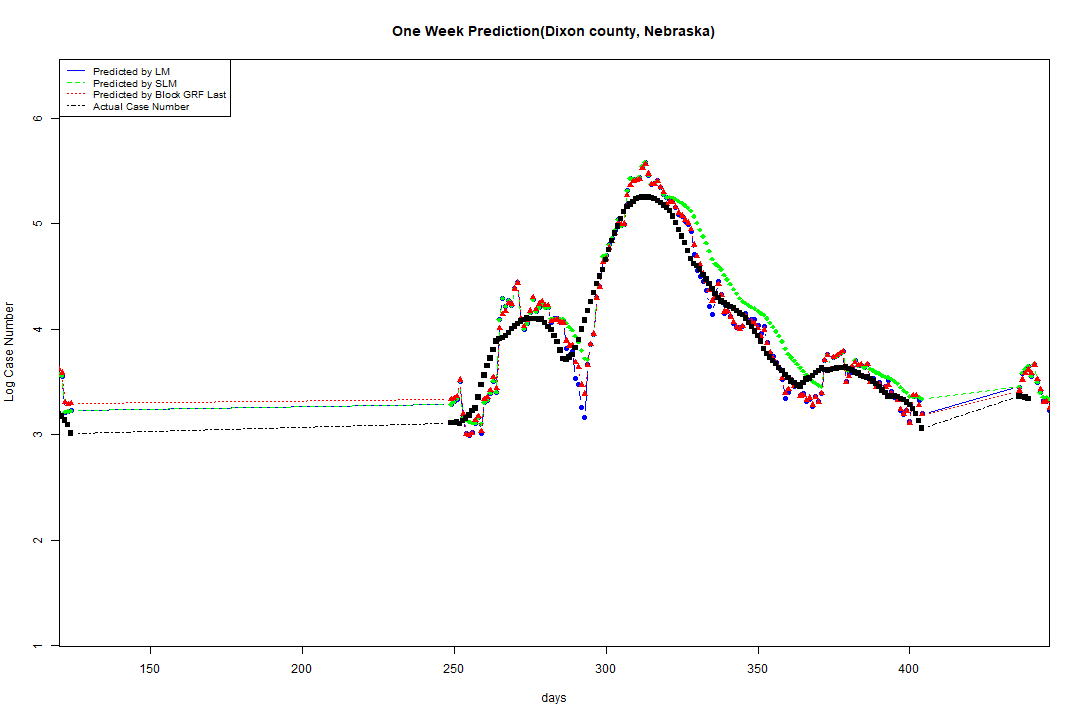 One Week Prediction(Dixon county, Nebraska)
Predicted by LM
Predicted by SLM
Predicted by Block GRF Last
Actual Case Number
6
5
4
3
2
1
Log Case Number
150 200 250 300 350 400
days